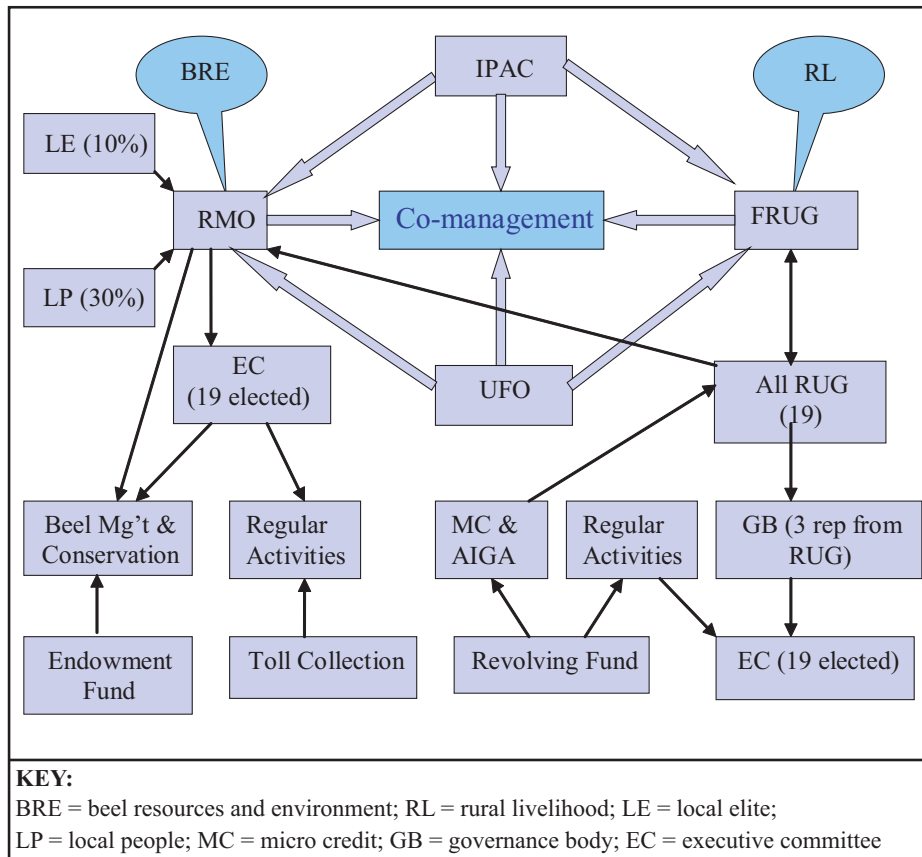 BRE
IPAC
RL
LE (10%)
RMO
Co-management
FRUG
LP (30%)
EC
(19 elected)
UFO
All RUG
(19)
Beel Mg't &
Conservation
Regular
Activities
MC &
AIGA
Regular
Activities
GB (3 rep from
RUG)
Endowment
Fund
Toll Collection
Revolving Fund
EC (19 elected)
KEY:
BRE = beel resources and environment; RL = rural livelihood; LE = local elite;
LP = local people; MC = micro credit; GB = governance body; EC = executive committee